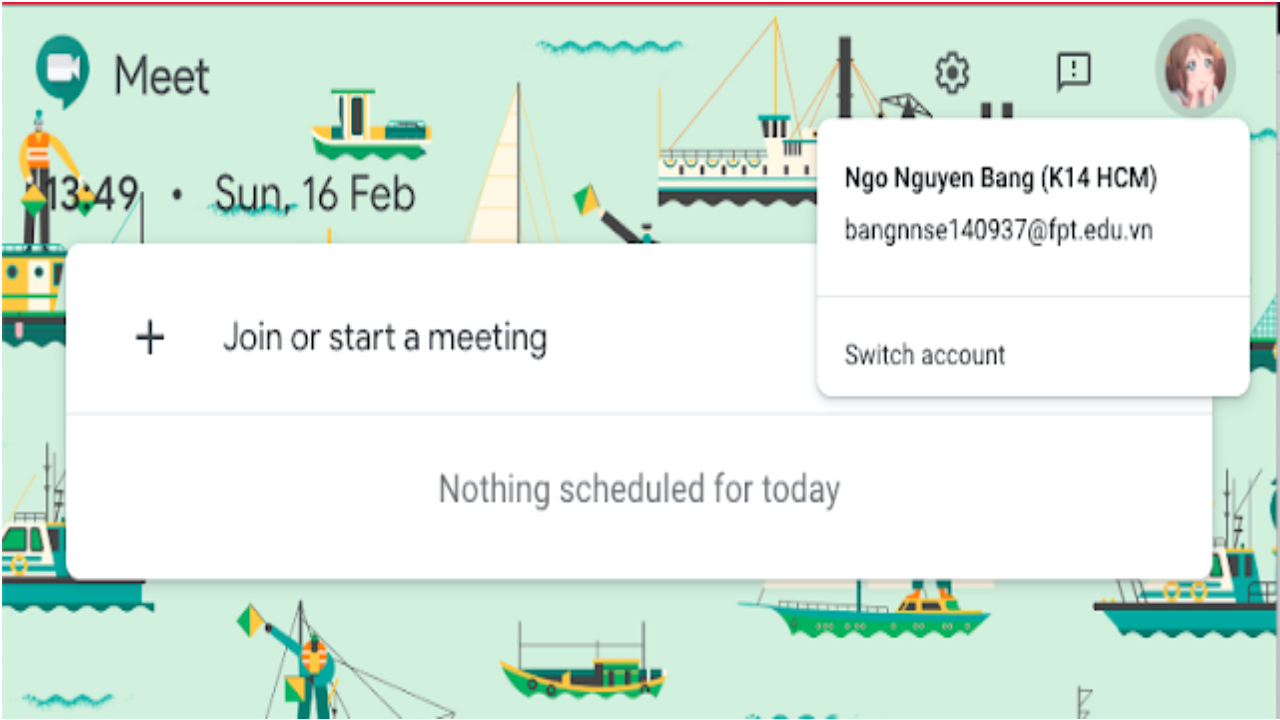 Meet
13:49 • Sun, 16 Feb
Ngo Nguyen Bang (K14 HCM)
bangnnse140937@fpt.edu.vn
Switch account
Join or start a meeting
Nothing scheduled for today